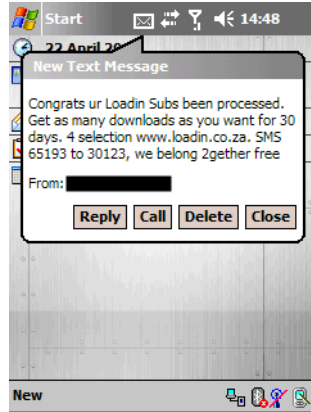 Start 14:48
22 April 20
New Text Message
Congrats ur Loadin Subs been processed.
Get as many downloads as you want for 30
days. 4 selection www.loadin.co.za. SMS
65193 to 30123, we belong 2gether free
From:
Reply Call Delete Close
New